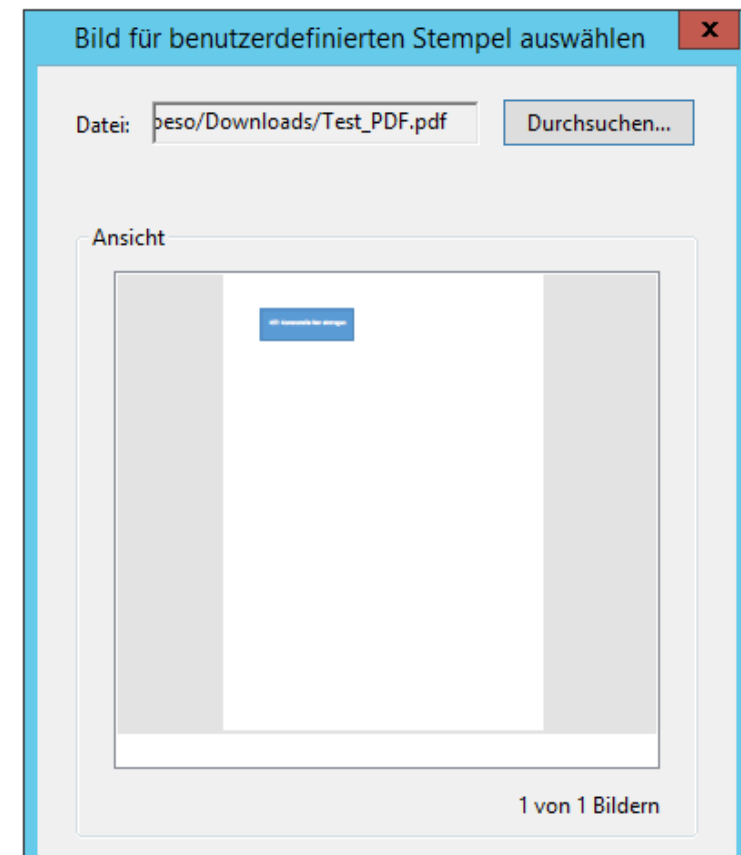 Bild für benutzerdefinierten Stempel auswählen
x
Datei: peso/Downloads/Test_PDF.pdf Durchsuchen...
Ansicht
1 von 1 Bildern